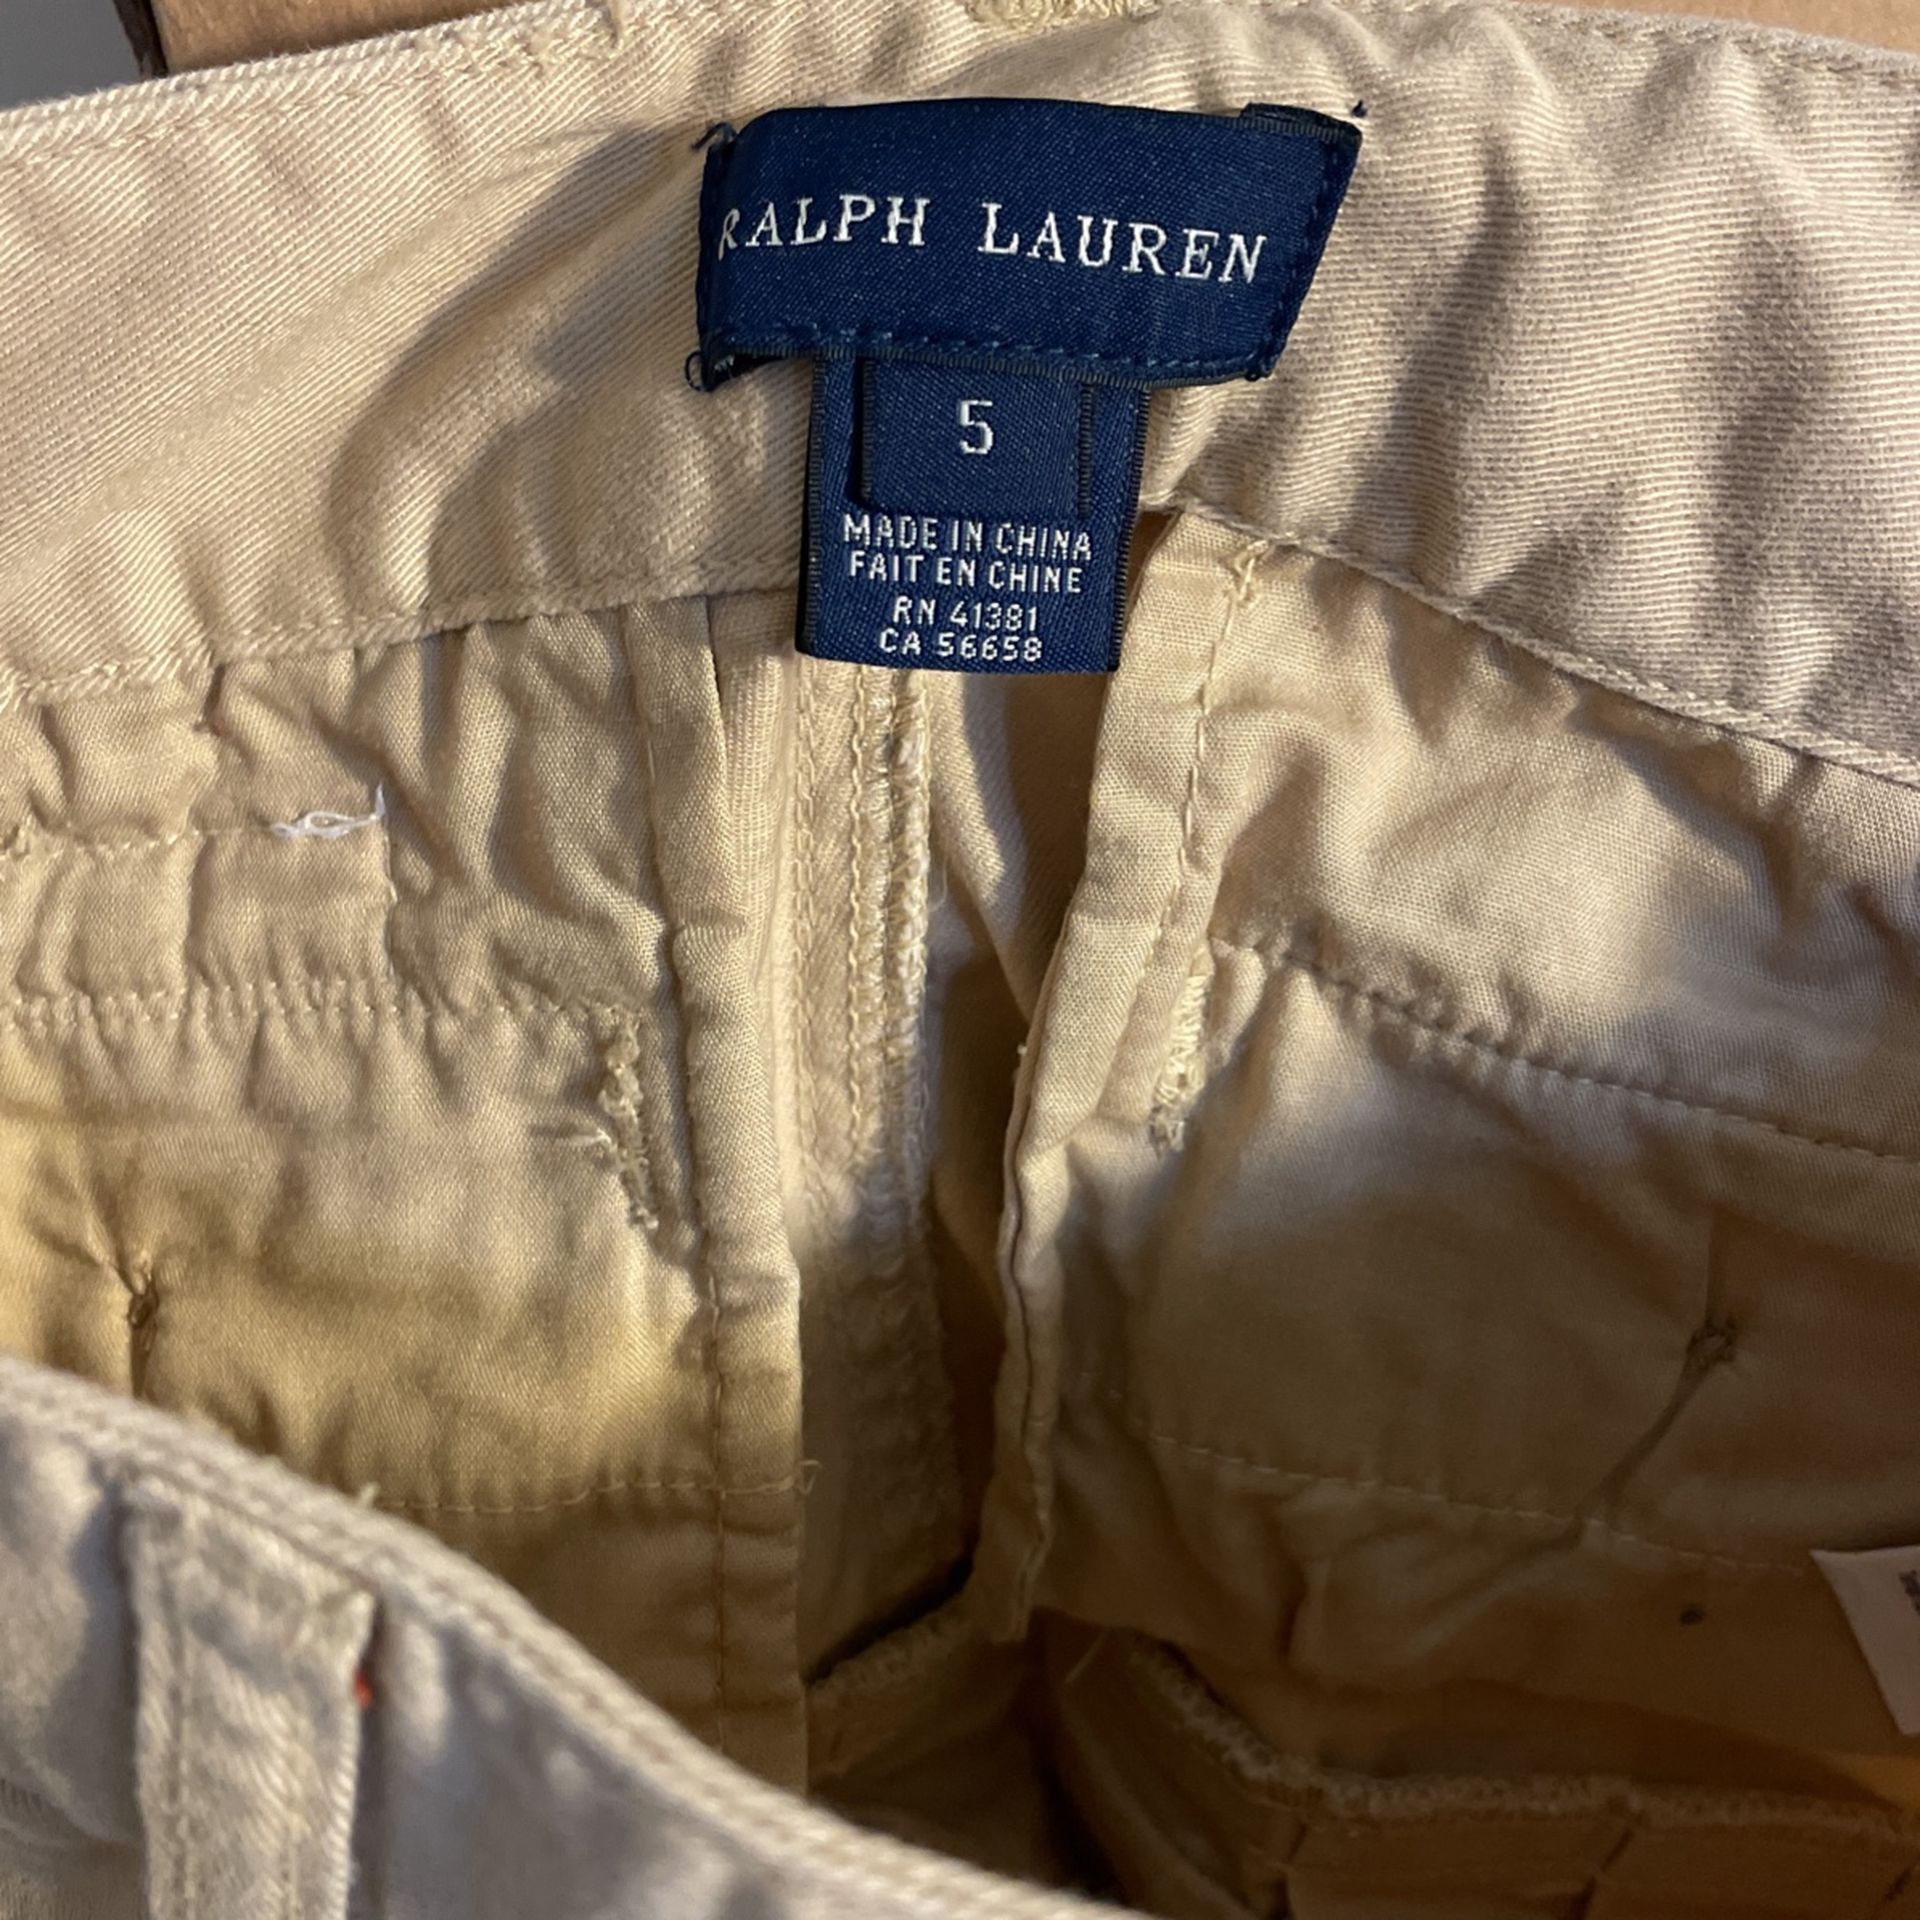 RALPH LAUREN
5
MADE IN CHINA
FAIT EN CHINE
RN 41381
CA 56658